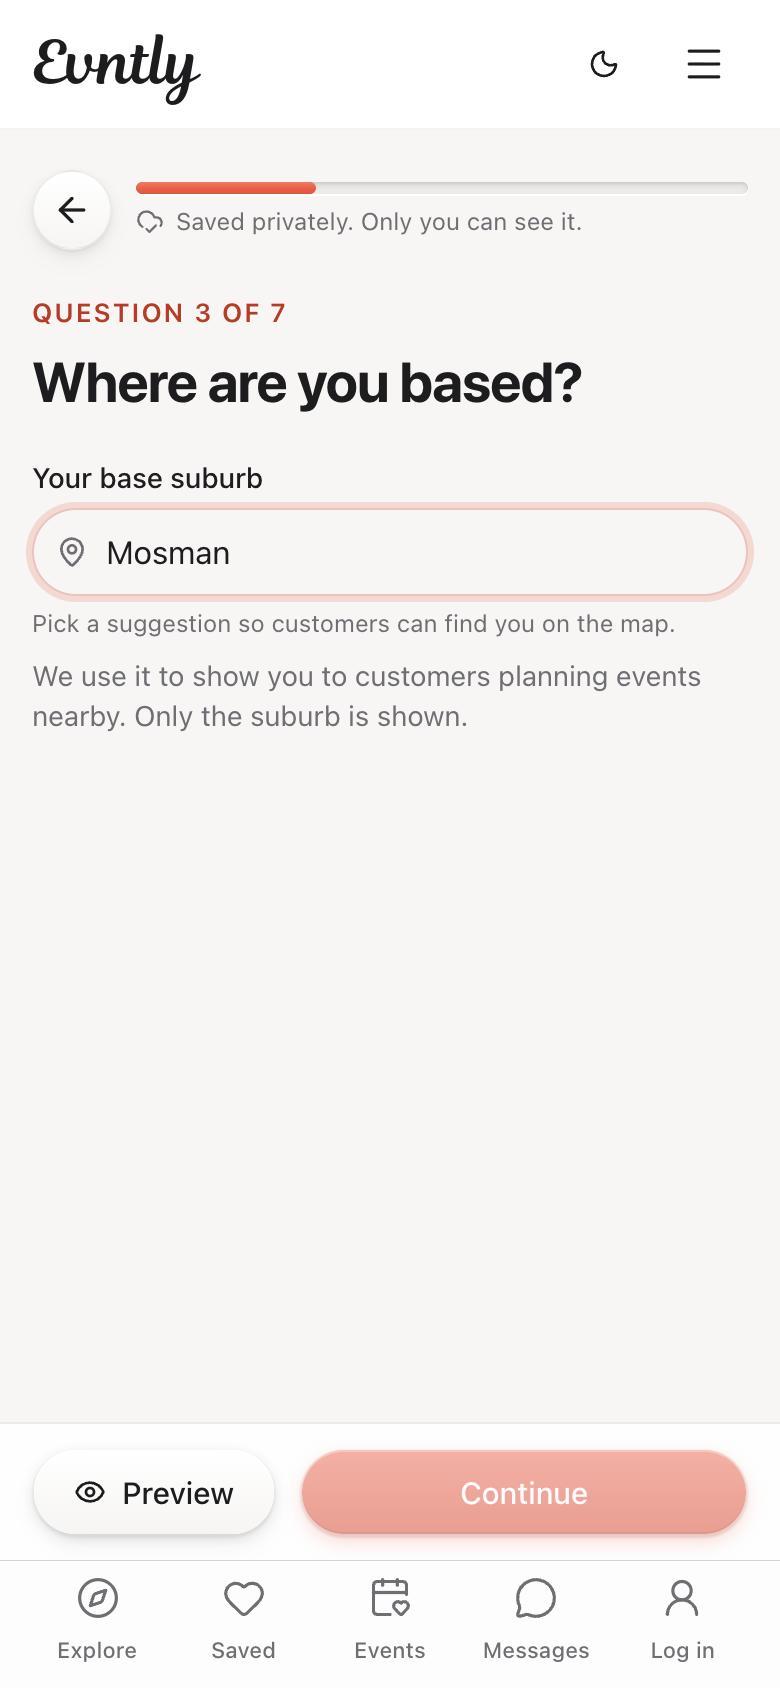 Evntly
Saved privately. Only you can see it.
QUESTION 3 OF 7
Where are you based?
Your base suburb
Mosman
Pick a suggestion so customers can find you on the map.
We use it to show you to customers planning events
nearby. Only the suburb is shown.
Preview
Continue
Explore
Saved
Events
Messages
Log in